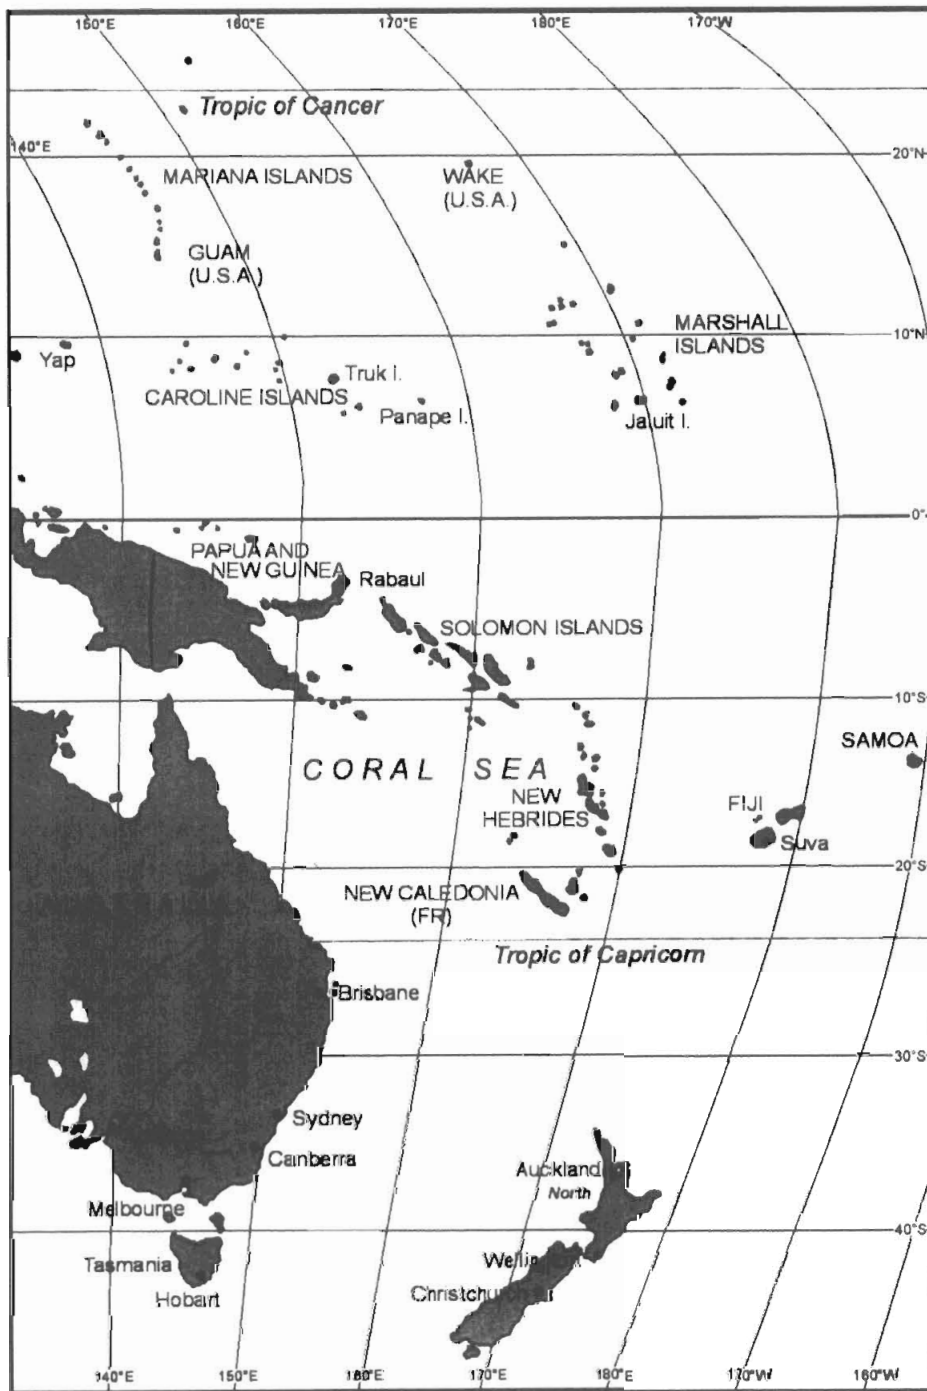 150°E 160°E 170°E 180°E 170°W
Tropic of Cancer
140°E
20°N
MARIANA ISLANDS
WAKE
(U.S.A.)
GUAM
(U.S.A.)
MARSHALL
ISLANDS
10°N
Yap
Truk I.
CAROLINE ISLANDS
Panape I.
Jaluit I.
0°
PAPUA AND
NEW GUINEA
Rabaul
SOLOMON ISLANDS
10°S
SAMOA
CORAL SEA
NEW
HEBRIDES
FIJI
Suva
20°S
NEW CALEDONIA
(FR)
AUSTRALIA
Tropic of Capricorn
Brisbane
30°S
Sydney
Canberra
Auckland
North
Melbourne
40°S
Tasmania
Hobart
Christchurch
140°E 150°E 160°E 170°E 180°E 170°W 160°W